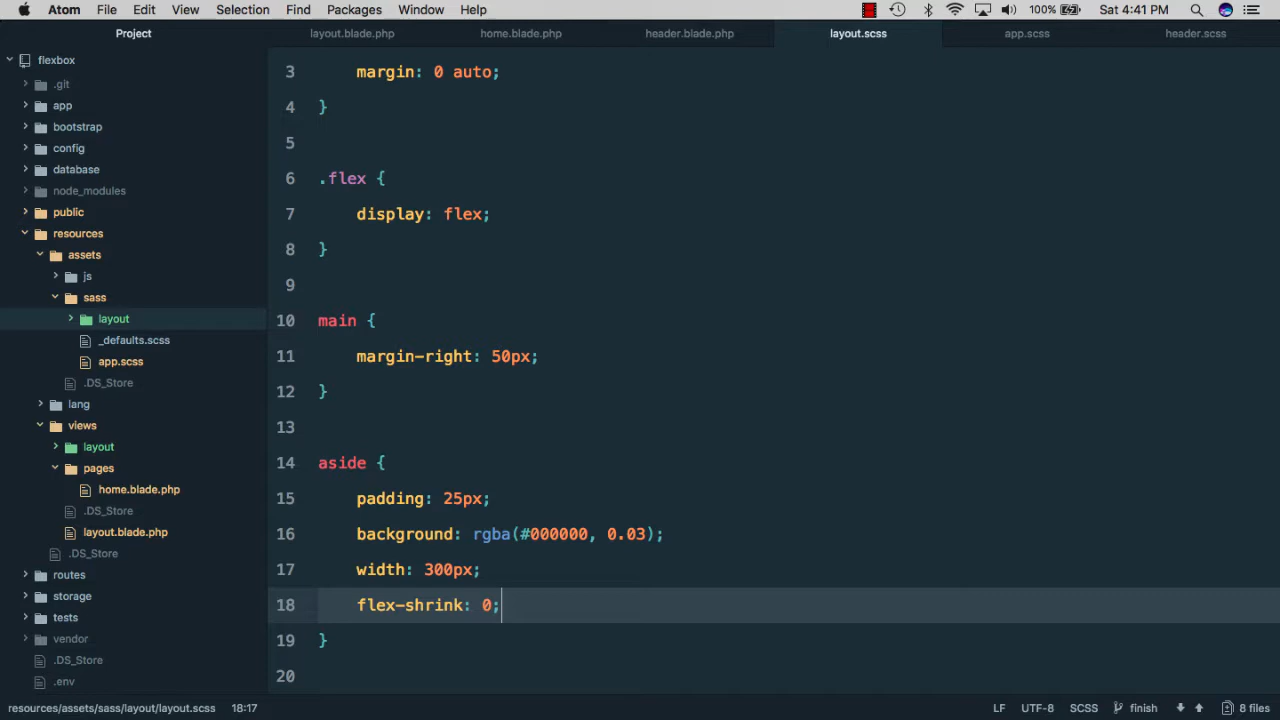 Atom File Edit View Selection Find Packages Window Help 100% Sat 4:41 PM
Project
layout.blade.php home.blade.php header.blade.php layout.scss app.scss header.scss
flexbox
.git
app
bootstrap
config
database
node_modules
public
resources
assets
js
sass
layout
_defaults.scss
app.scss
.DS_Store
lang
views
layout
pages
home.blade.php
.DS_Store
layout.blade.php
.DS_Store
routes
storage
tests
vendor
.DS_Store
.env
3 margin: 0 auto;
4 }
5
6 .flex {
7 display: flex;
8 }
9
10 main {
11 margin-right: 50px;
12 }
13
14 aside {
15 padding: 25px;
16 background: rgba(#000000, 0.03);
17 width: 300px;
18 flex-shrink: 0;
19 }
20
resources/assets/sass/layout/layout.scss 18:17 LF UTF-8 SCSS finish 8 files